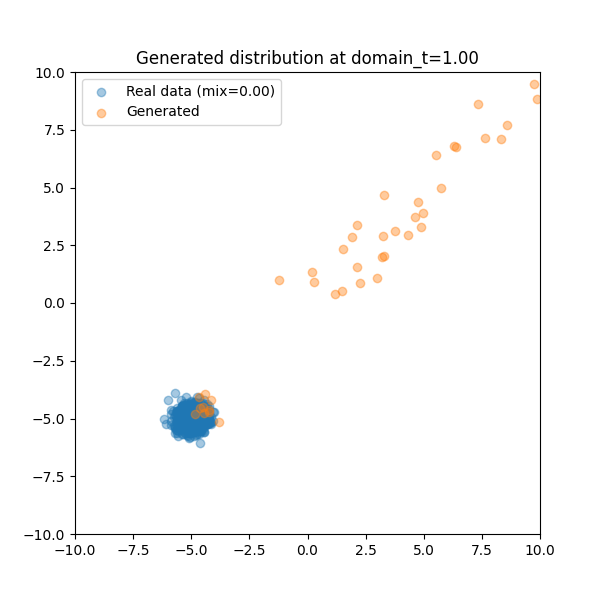 Generated distribution at domain_t=1.00
Real data (mix=0.00)
Generated
10.0
7.5
5.0
2.5
0.0
−2.5
−5.0
−7.5
−10.0
−10.0 −7.5 −5.0 −2.5 0.0 2.5 5.0 7.5 10.0